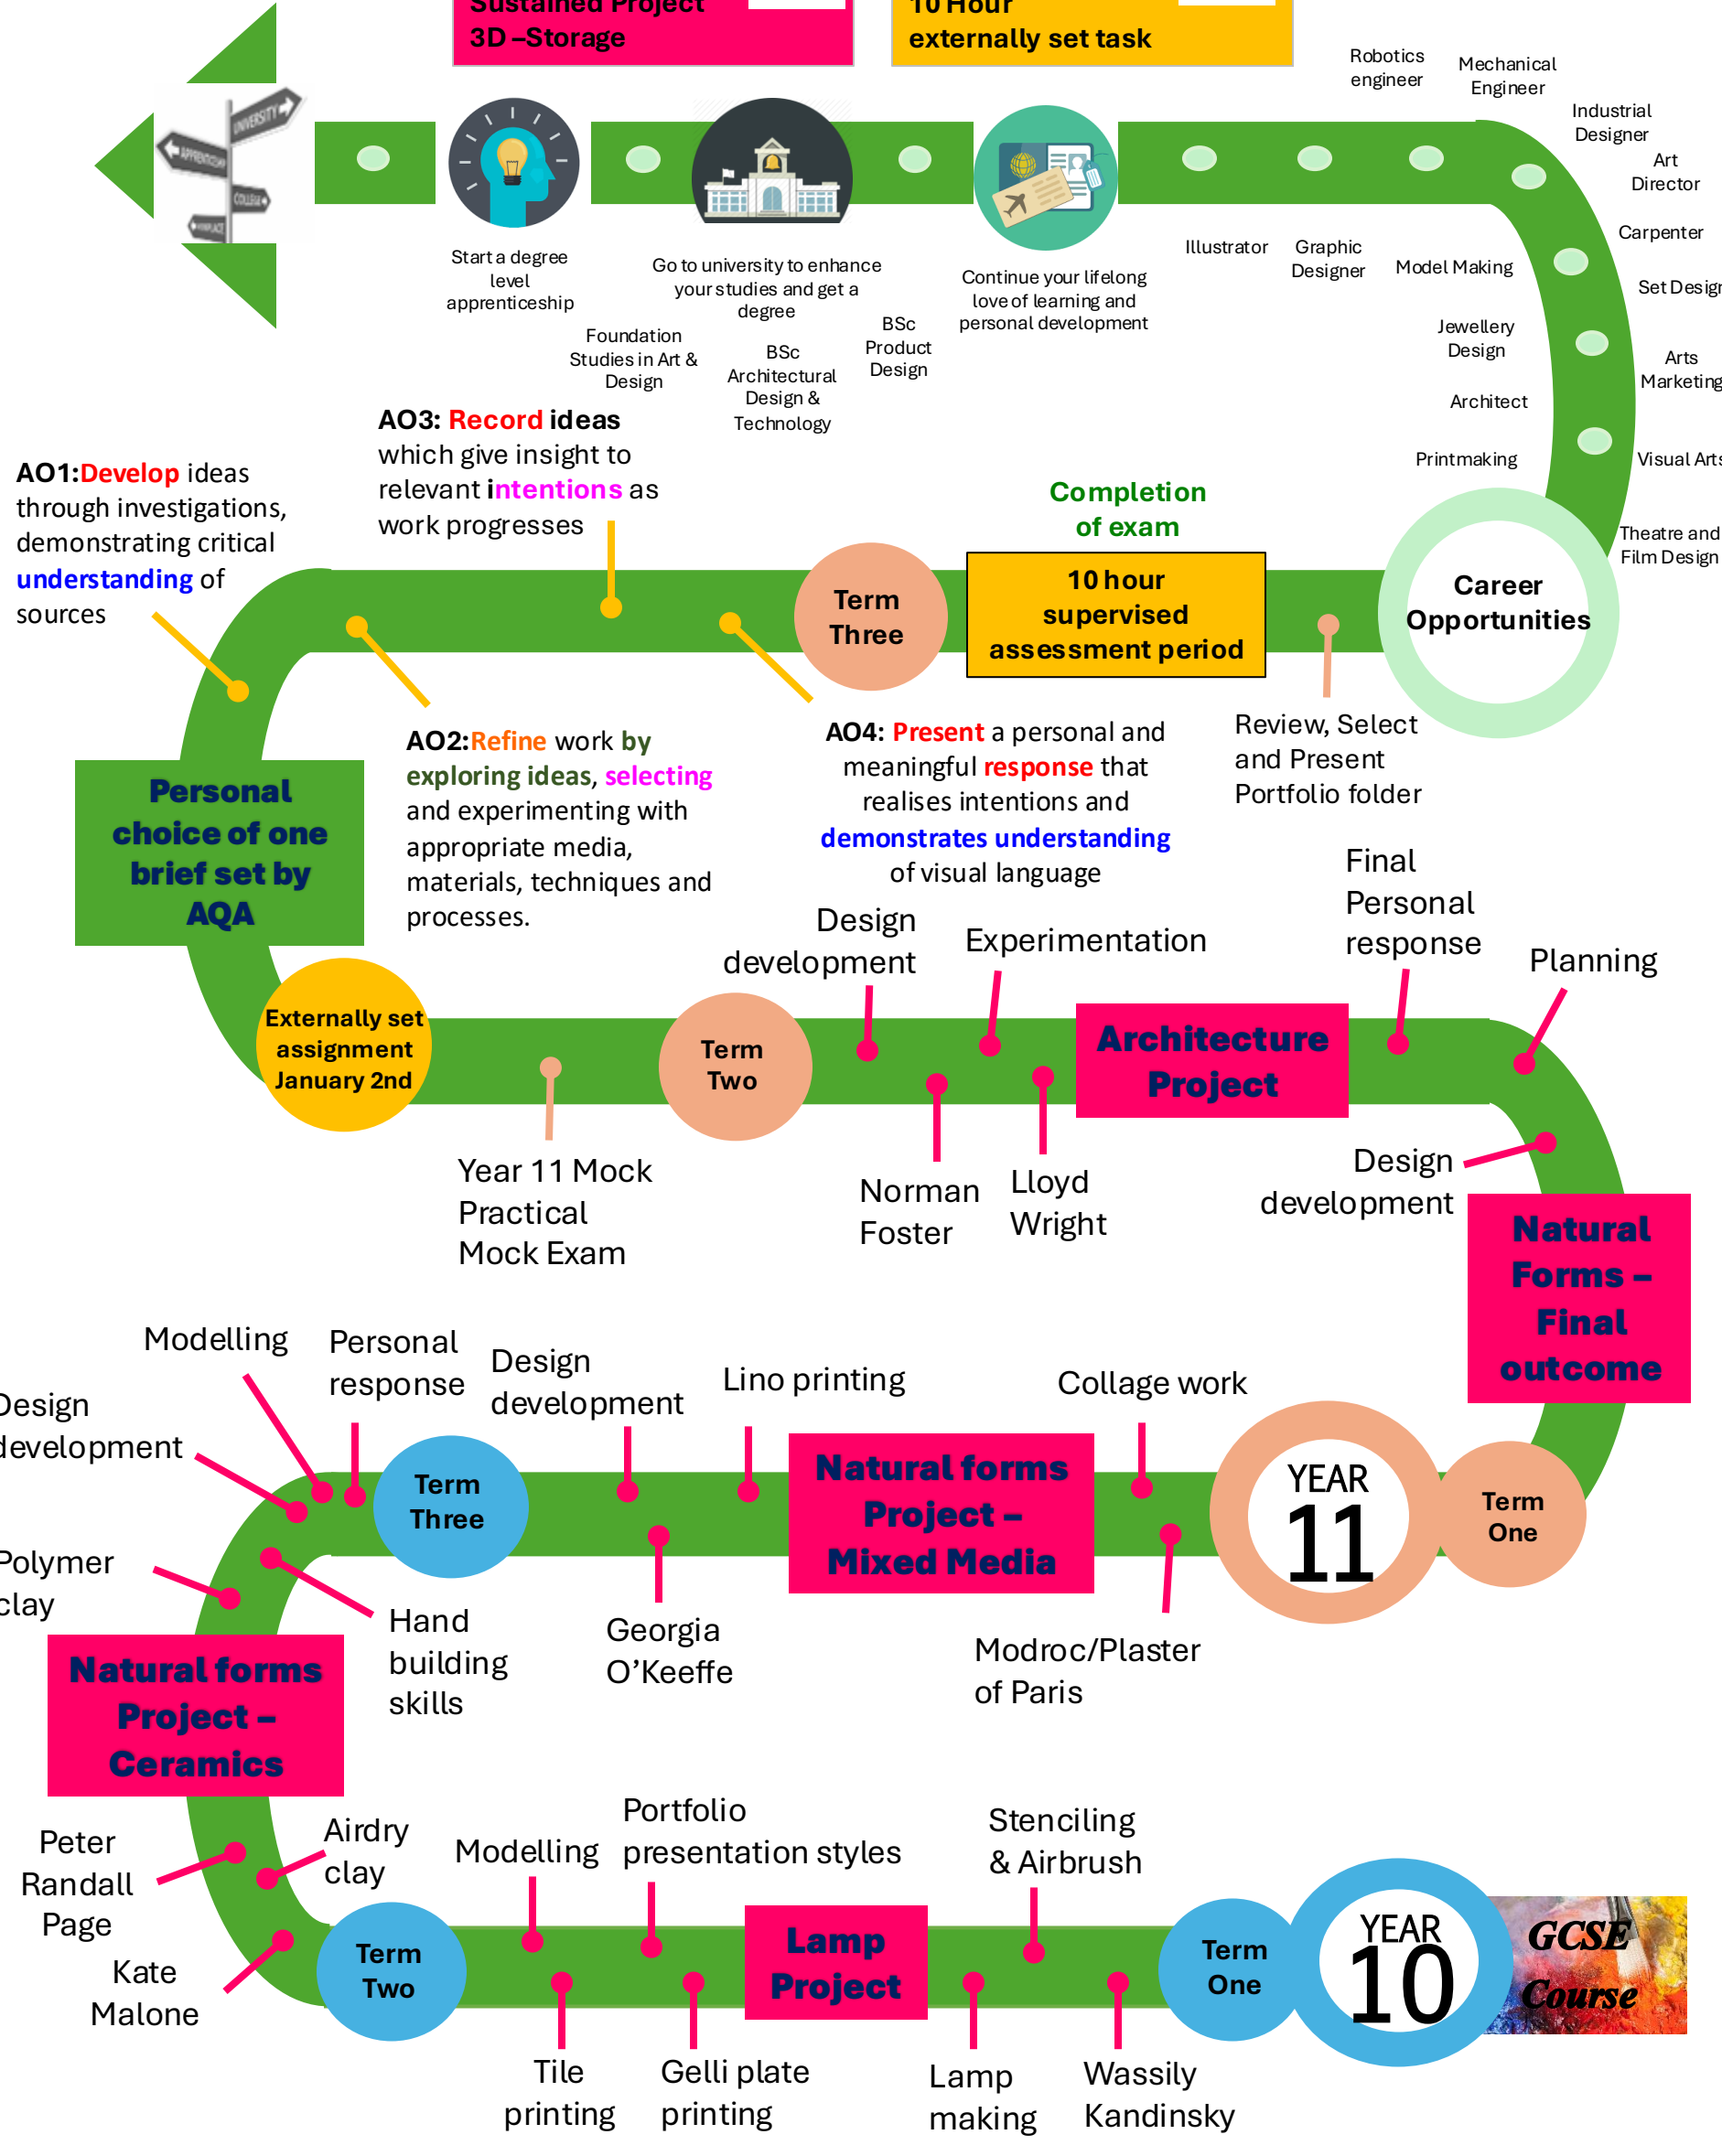 Sustained Project
3D –Storage
10 Hour
externally set task
UNIVERSITY
APPRENTICESHIP
COLLEGE
WORKPLACE
Start a degree
level
apprenticeship
Go to university to enhance
your studies and get a
degree
Foundation
Studies in Art &
Design
BSc
Architectural
Design &
Technology
BSc
Product
Design
Continue your lifelong
love of learning and
personal development
Robotics
engineer
Mechanical
Engineer
Industrial
Designer
Art
Director
Carpenter
Set Design
Illustrator
Graphic
Designer
Model Making
Jewellery
Design
Arts
Marketing
Architect
Printmaking
Visual Arts
Theatre and
Film Design
Career
Opportunities
AO1:Develop ideas
through investigations,
demonstrating critical
understanding of
sources
AO3: Record ideas
which give insight to
relevant intentions as
work progresses
Term
Three
Completion
of exam
10 hour
supervised
assessment period
Review, Select
and Present
Portfolio folder
AO2:Refine work by
exploring ideas, selecting
and experimenting with
appropriate media,
materials, techniques and
processes.
AO4: Present a personal and
meaningful response that
realises intentions and
demonstrates understanding
of visual language
Personal
choice of one
brief set by
AQA
Externally set
assignment
January 2nd
Year 11 Mock
Practical
Mock Exam
Term
Two
Design
development
Experimentation
Norman
Foster
Lloyd
Wright
Architecture
Project
Final
Personal
response
Planning
Design
development
Natural
Forms –
Final
outcome
Modelling
Personal
response
Design
development
Polymer
clay
Hand
building
skills
Term
Three
Design
development
Lino printing
Georgia
O’Keeffe
Natural forms
Project –
Mixed Media
Collage work
Modroc/Plaster
of Paris
YEAR
11
Term
One
Natural forms
Project –
Ceramics
Peter
Randall
Page
Airdry
clay
Kate
Malone
Term
Two
Modelling
Portfolio
presentation styles
Tile
printing
Gelli plate
printing
Lamp
Project
Stenciling
& Airbrush
Lamp
making
Wassily
Kandinsky
Term
One
YEAR
10
GCSE
Course